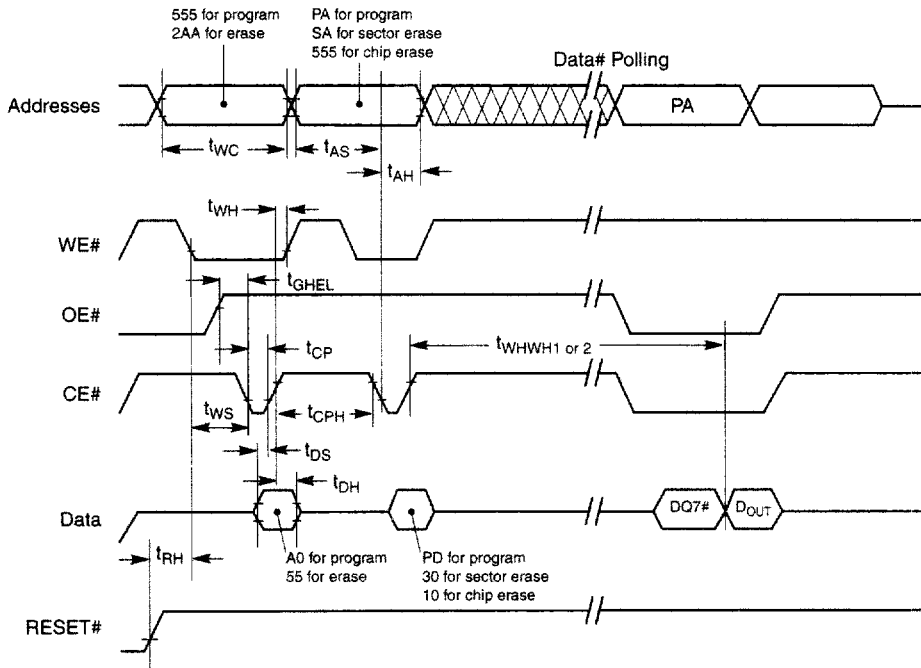 555 for program
2AA for erase
PA for program
SA for sector erase
555 for chip erase
Data# Polling
Addresses
PA
tWC
tAS
tAH
tWH
WE#
tGHEL
OE#
tCP
tWHWH1 or 2
CE#
tWS
tCPH
tDS
tDH
Data
DQ7#
DOUT
tRH
A0 for program
55 for erase
PD for program
30 for sector erase
10 for chip erase
RESET#